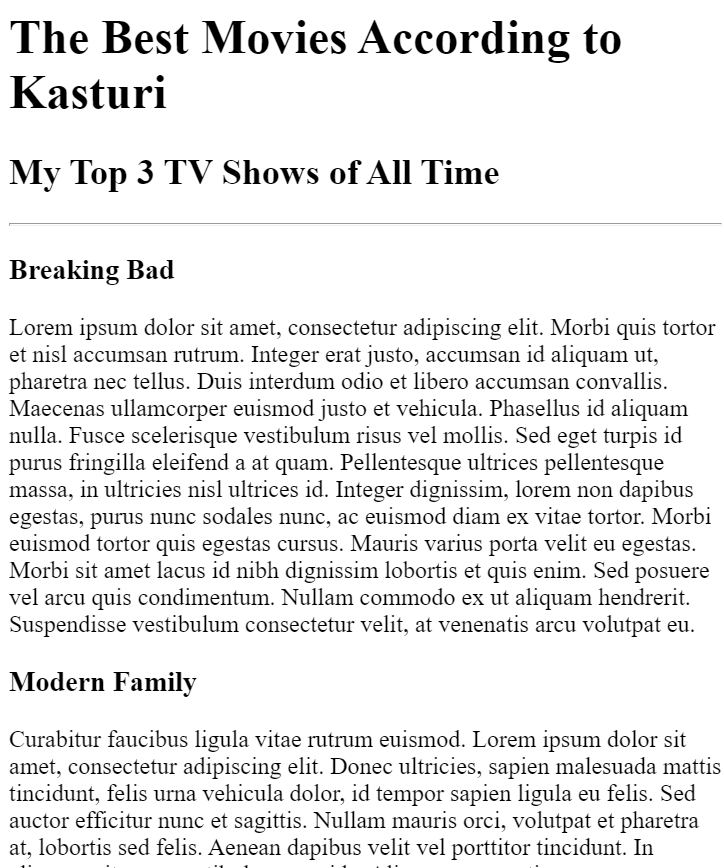 The Best Movies According to
Kasturi
My Top 3 TV Shows of All Time
Breaking Bad
Lorem ipsum dolor sit amet, consectetur adipiscing elit. Morbi quis tortor
et nisl accumsan rutrum. Integer erat justo, accumsan id aliquam ut,
pharetra nec tellus. Duis interdum odio et libero accumsan convallis.
Maecenas ullamcorper euismod justo et vehicula. Phasellus id aliquam
nulla. Fusce scelerisque vestibulum risus vel mollis. Sed eget turpis id
purus fringilla eleifend a at quam. Pellentesque ultrices pellentesque
massa, in ultricies nisl ultrices id. Integer dignissim, lorem non dapibus
egestas, purus nunc sodales nunc, ac euismod diam ex vitae tortor. Morbi
euismod tortor quis egestas cursus. Mauris varius porta velit eu egestas.
Morbi sit amet lacus id nibh dignissim lobortis et quis enim. Sed posuere
vel arcu quis condimentum. Nullam commodo ex ut aliquam hendrerit.
Suspendisse vestibulum consectetur velit, at venenatis arcu volutpat eu.
Modern Family
Curabitur faucibus ligula vitae rutrum euismod. Lorem ipsum dolor sit
amet, consectetur adipiscing elit. Donec ultricies, sapien malesuada mattis
tincidunt, felis urna vehicula dolor, id tempor sapien ligula eu felis. Sed
auctor efficitur nunc et sagittis. Nullam mauris orci, volutpat et pharetra
at, lobortis sed felis. Aenean dapibus velit vel porttitor tincidunt. In